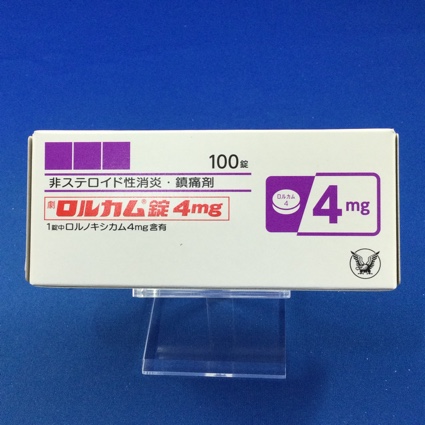 100錠
非ステロイド性消炎・鎮痛剤
劇 ロルカム®錠4mg
1錠中ロルノキシカム4mg含有
ロルカム
4
4mg